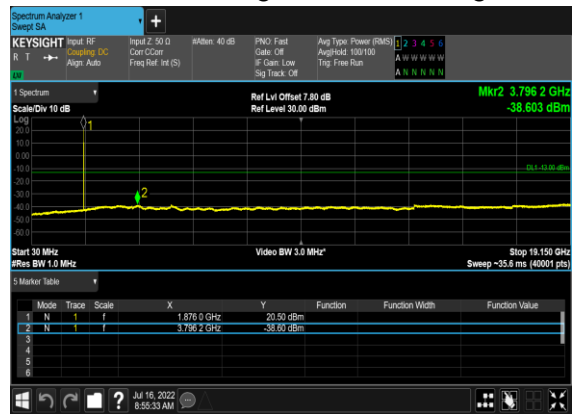 Spectrum Analyzer 1
Swept SA
KEYSIGHT Input: RF Input Z: 50 Ω #Atten: 40 dB PNO: Fast Avg Type: Power (RMS) 1 2 3 4 5 6
R T Coupling: DC Corr CCorr Gate: Off Avg|Hold: 100/100 A W W W W W
Align: Auto Freq Ref: Int (S) IF Gain: Low Trig: Free Run
Sig Track: Off A N N N N N
1 Spectrum Ref Lvl Offset 7.80 dB Mkr2 3.796 2 GHz
Scale/Div 10 dB Ref Level 30.00 dBm -38.603 dBm
Log
20.0
10.0
0.00
-10.0
DL1 -13.00 dBm
-20.0
-30.0
-40.0
-50.0
-60.0
1
2
Start 30 MHz Video BW 3.0 MHz* Stop 19.150 GHz
#Res BW 1.0 MHz Sweep ~35.6 ms (40001 pts)
5 Marker Table
Mode Trace Scale X Y Function Function Width Function Value
1 N 1 f 1.876 0 GHz 20.50 dBm
2 N 1 f 3.796 2 GHz -38.60 dBm
3
4
5
6
Jul 16, 2022
8:55:33 AM